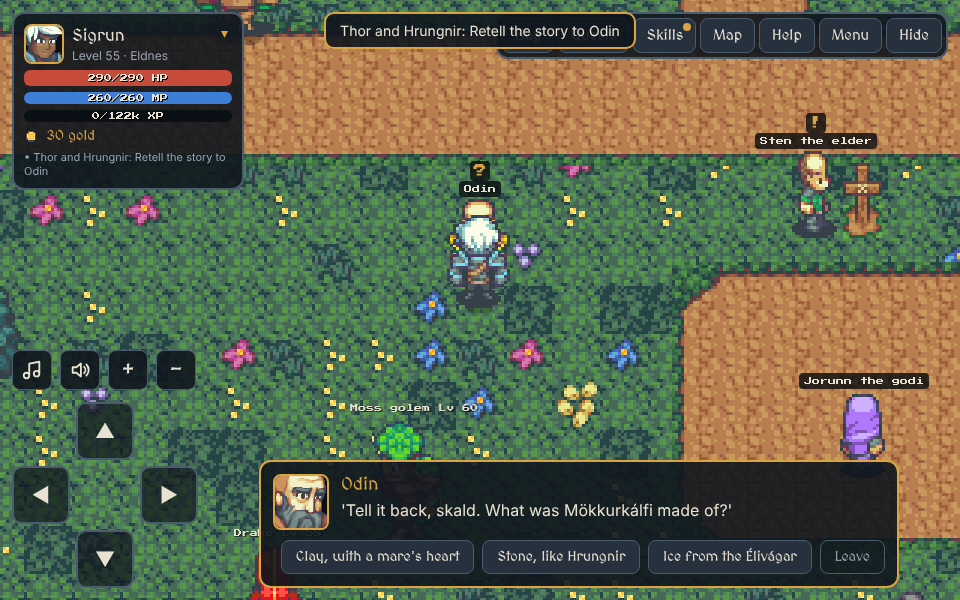 Sigrun
Level 55 · Eldnes
290/290 HP
260/260 MP
0/122k XP
30 gold
• Thor and Hrungnir: Retell the story to
Odin
Thor and Hrungnir: Retell the story to Odin
Skills
Map
Help
Menu
Hide
!
Sten the elder
?
Odin
Jorunn the godi
Moss golem Lv 60
Odin
'Tell it back, skald. What was Mökkurkálfi made of?'
Clay, with a mare's heart
Stone, like Hrungnir
Ice from the Élivágar
Leave